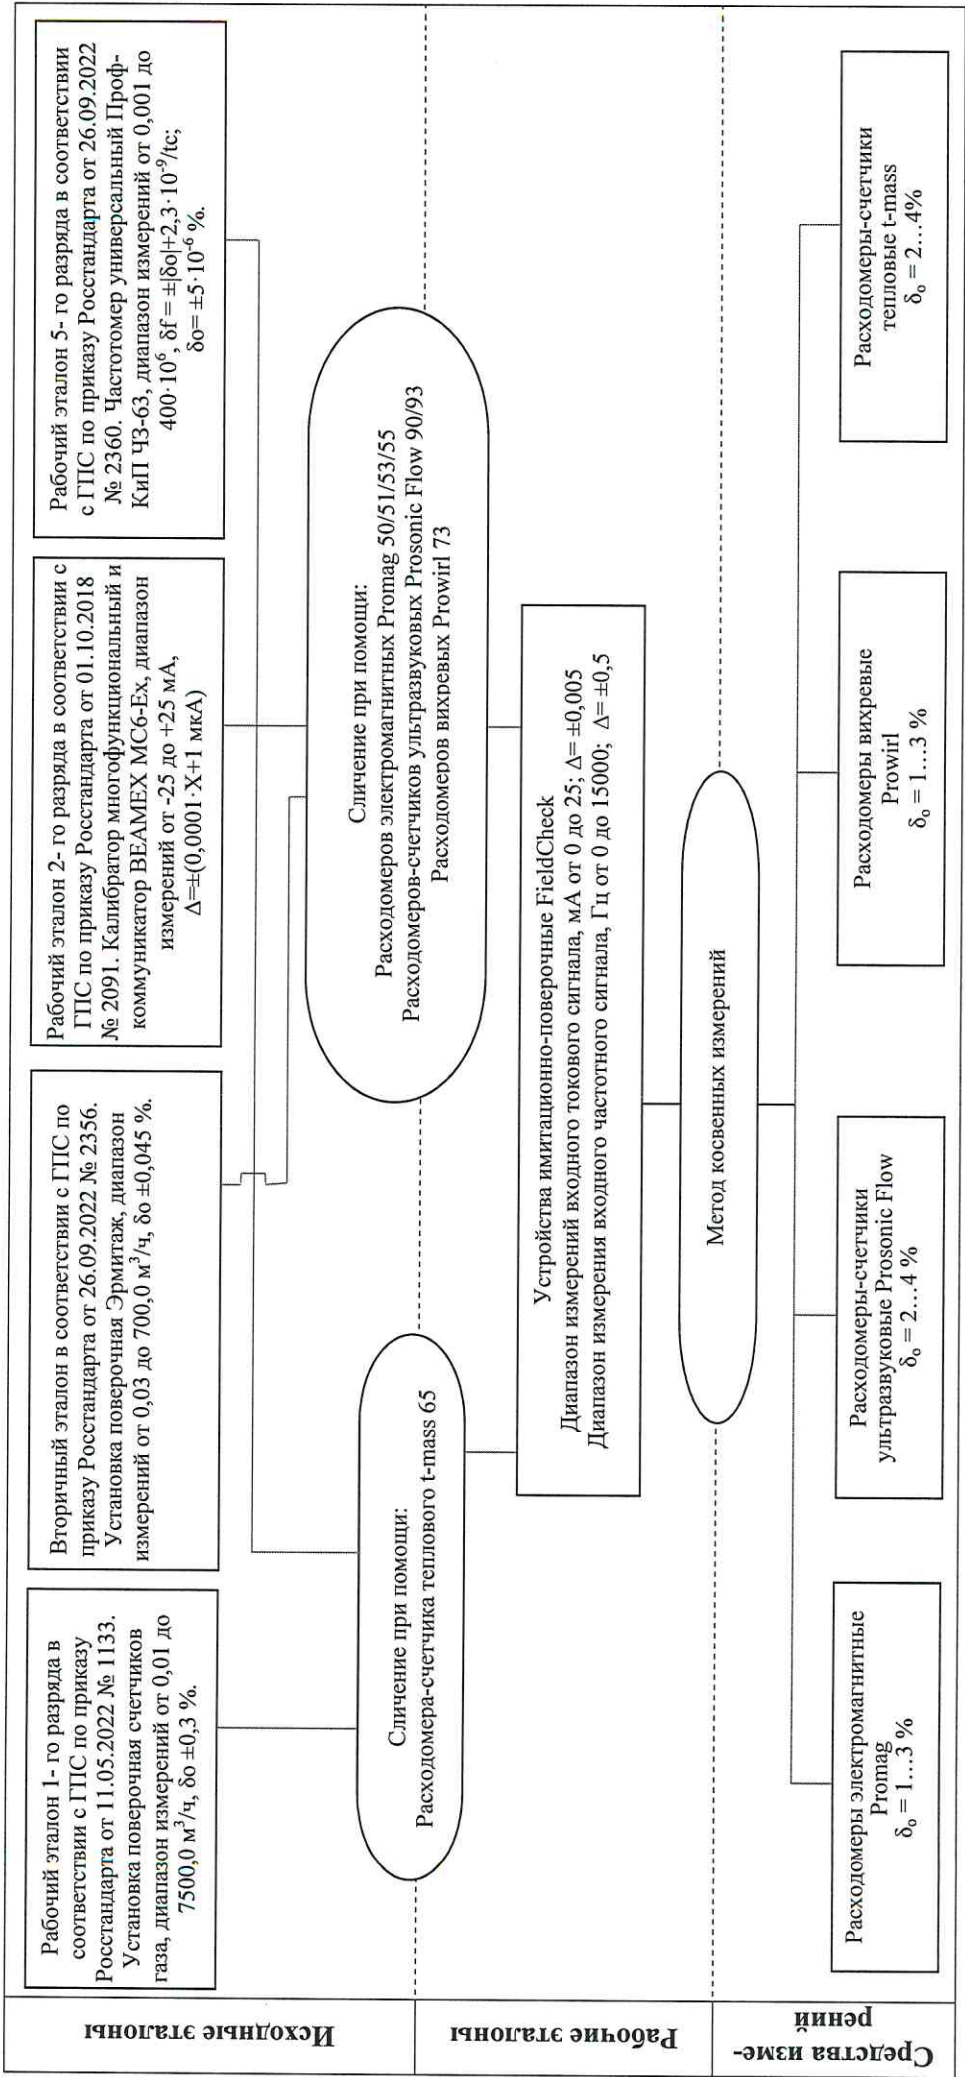 Исходные эталоны
Рабочий эталон 1- го разряда в
соответствии с ГПС по приказу
Росстандарта от 11.05.2022 № 1133.
Установка поверочная счетчиков
газа, диапазон измерений от 0,01 до
7500,0 м³/ч, δо ±0,3 %.
Вторичный эталон в соответствии с ГПС по
приказу Росстандарта от 26.09.2022 № 2356.
Установка поверочная Эрмитаж, диапазон
измерений от 0,03 до 700,0 м³/ч, δо ±0,045 %.
Рабочий эталон 2- го разряда в соответствии с
ГПС по приказу Росстандарта от 01.10.2018
№ 2091. Калибратор многофункциональный и
коммуникатор BEAMEX MC6-Ex, диапазон
измерений от -25 до +25 мА,
Δ=±(0,0001·X+1 мкА)
Рабочий эталон 5- го разряда в соответствии
с ГПС по приказу Росстандарта от 26.09.2022
№ 2360. Частотомер универсальный Проф-
КиП Ч3-63, диапазон измерений от 0,001 до
400·10⁶, δf = ±|δо|+2,3·10⁻⁹/tc;
δо= ±5·10⁻⁶ %.
Сличение при помощи:
Расходомера-счетчика теплового t-mass 65
Сличение при помощи:
Расходомеров электромагнитных Promag 50/51/53/55
Расходомеров-счетчиков ультразвуковых Prosonic Flow 90/93
Расходомеров вихревых Prowirl 73
Рабочие эталоны
Устройства имитационно-поверочные FieldCheck
Диапазон измерений входного токового сигнала, мА от 0 до 25; Δ= ±0,005
Диапазон измерения входного частотного сигнала, Гц от 0 до 15000; Δ= ±0,5
Метод косвенных измерений
Средства изме-
рений
Расходомеры электромагнитные
Promag
δₒ = 1…3 %
Расходомеры-счетчики
ультразвуковые Prosonic Flow
δₒ = 2…4 %
Расходомеры вихревые
Prowirl
δₒ = 1…3 %
Расходомеры-счетчики
тепловые t-mass
δₒ = 2…4%